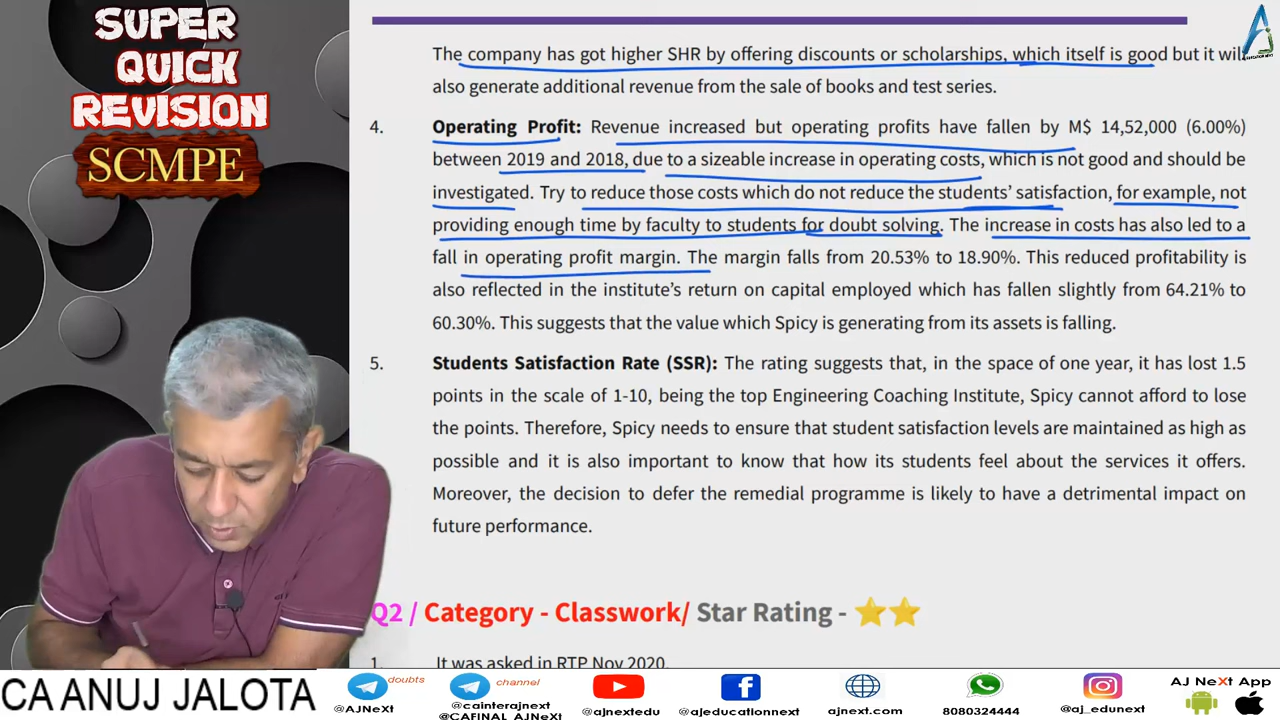 SUPER
QUICK
REVISION
SCMPE
The company has got higher SHR by offering discounts or scholarships, which itself is good but it will
also generate additional revenue from the sale of books and test series.
4. Operating Profit: Revenue increased but operating profits have fallen by M$ 14,52,000 (6.00%)
between 2019 and 2018, due to a sizeable increase in operating costs, which is not good and should be
investigated. Try to reduce those costs which do not reduce the students' satisfaction, for example, not
providing enough time by faculty to students for doubt solving. The increase in costs has also led to a
fall in operating profit margin. The margin falls from 20.53% to 18.90%. This reduced profitability is
also reflected in the institute's return on capital employed which has fallen slightly from 64.21% to
60.30%. This suggests that the value which Spicy is generating from its assets is falling.
5. Students Satisfaction Rate (SSR): The rating suggests that, in the space of one year, it has lost 1.5
points in the scale of 1-10, being the top Engineering Coaching Institute, Spicy cannot afford to lose
the points. Therefore, Spicy needs to ensure that student satisfaction levels are maintained as high as
possible and it is also important to know that how its students feel about the services it offers.
Moreover, the decision to defer the remedial programme is likely to have a detrimental impact on
future performance.
Q2 / Category - Classwork/ Star Rating - ⭐⭐
1. It was asked in RTP Nov 2020.
CA ANUJ JALOTA
doubts
@AJNeXt
channel
@cainterajnext
@CAFINAL_AJNeXt
@ajnextedu
@ajeducationnext
ajnext.com
8080324444
@aj_edunext
AJ NeXt App